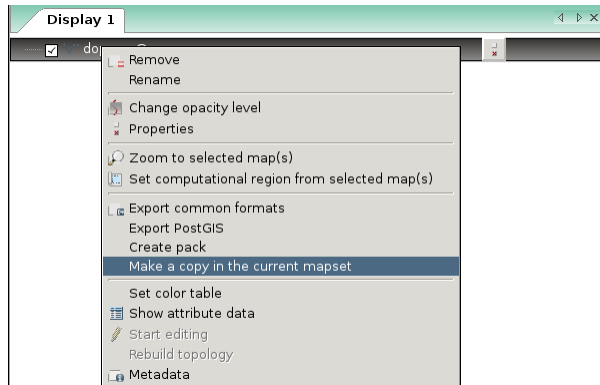 Display 1
Remove
Rename
Change opacity level
Properties
Zoom to selected map(s)
Set computational region from selected map(s)
Export common formats
Export PostGIS
Create pack
Make a copy in the current mapset
Set color table
Show attribute data
Start editing
Rebuild topology
Metadata